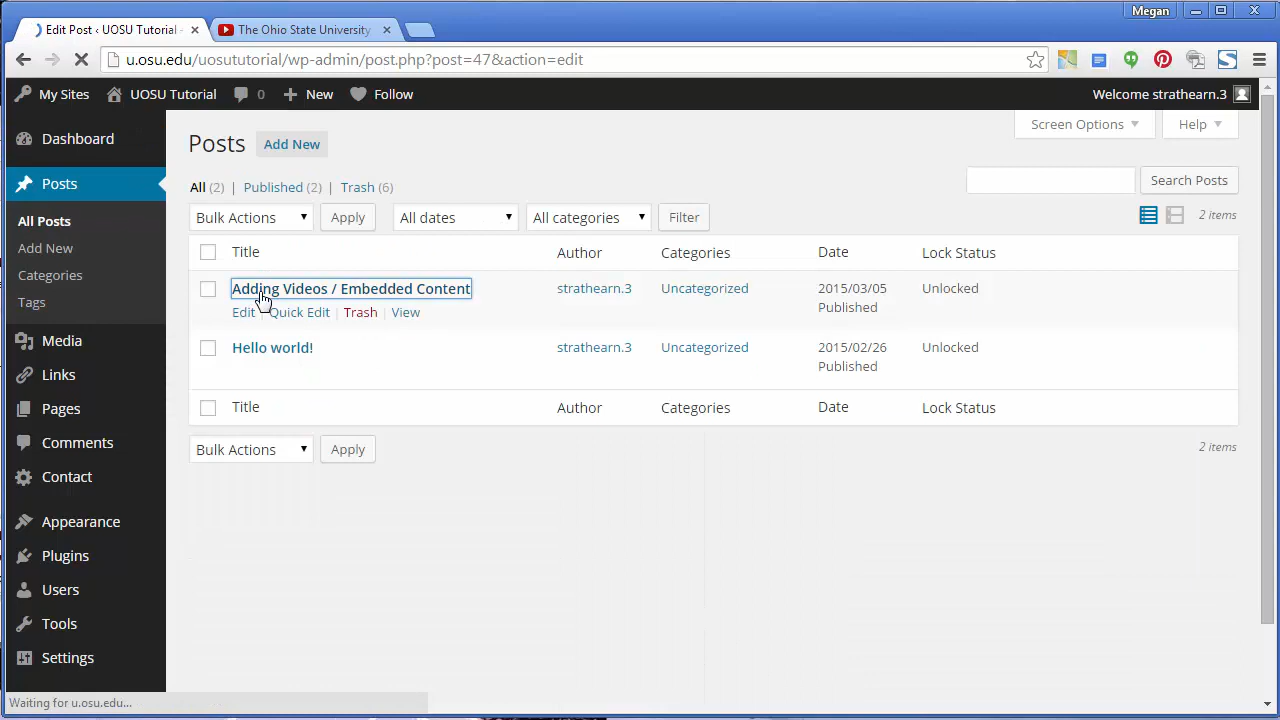 Megan
Edit Post ‹ UOSU Tutorial -
The Ohio State University
u.osu.edu/uosututorial/wp-admin/post.php?post=47&action=edit
My Sites UOSU Tutorial 0 New Follow Welcome strathearn.3
Dashboard
Posts
All Posts
Add New
Categories
Tags
Media
Links
Pages
Comments
Contact
Appearance
Plugins
Users
Tools
Settings
Screen Options Help
Posts Add New
All (2) | Published (2) | Trash (6)
Search Posts
Bulk Actions Apply All dates All categories Filter 2 items
Title Author Categories Date Lock Status
Adding Videos / Embedded Content strathearn.3 Uncategorized 2015/03/05 Unlocked
Published
Edit | Quick Edit | Trash | View
Hello world! strathearn.3 Uncategorized 2015/02/26 Unlocked
Published
Title Author Categories Date Lock Status
Bulk Actions Apply 2 items
Waiting for u.osu.edu...